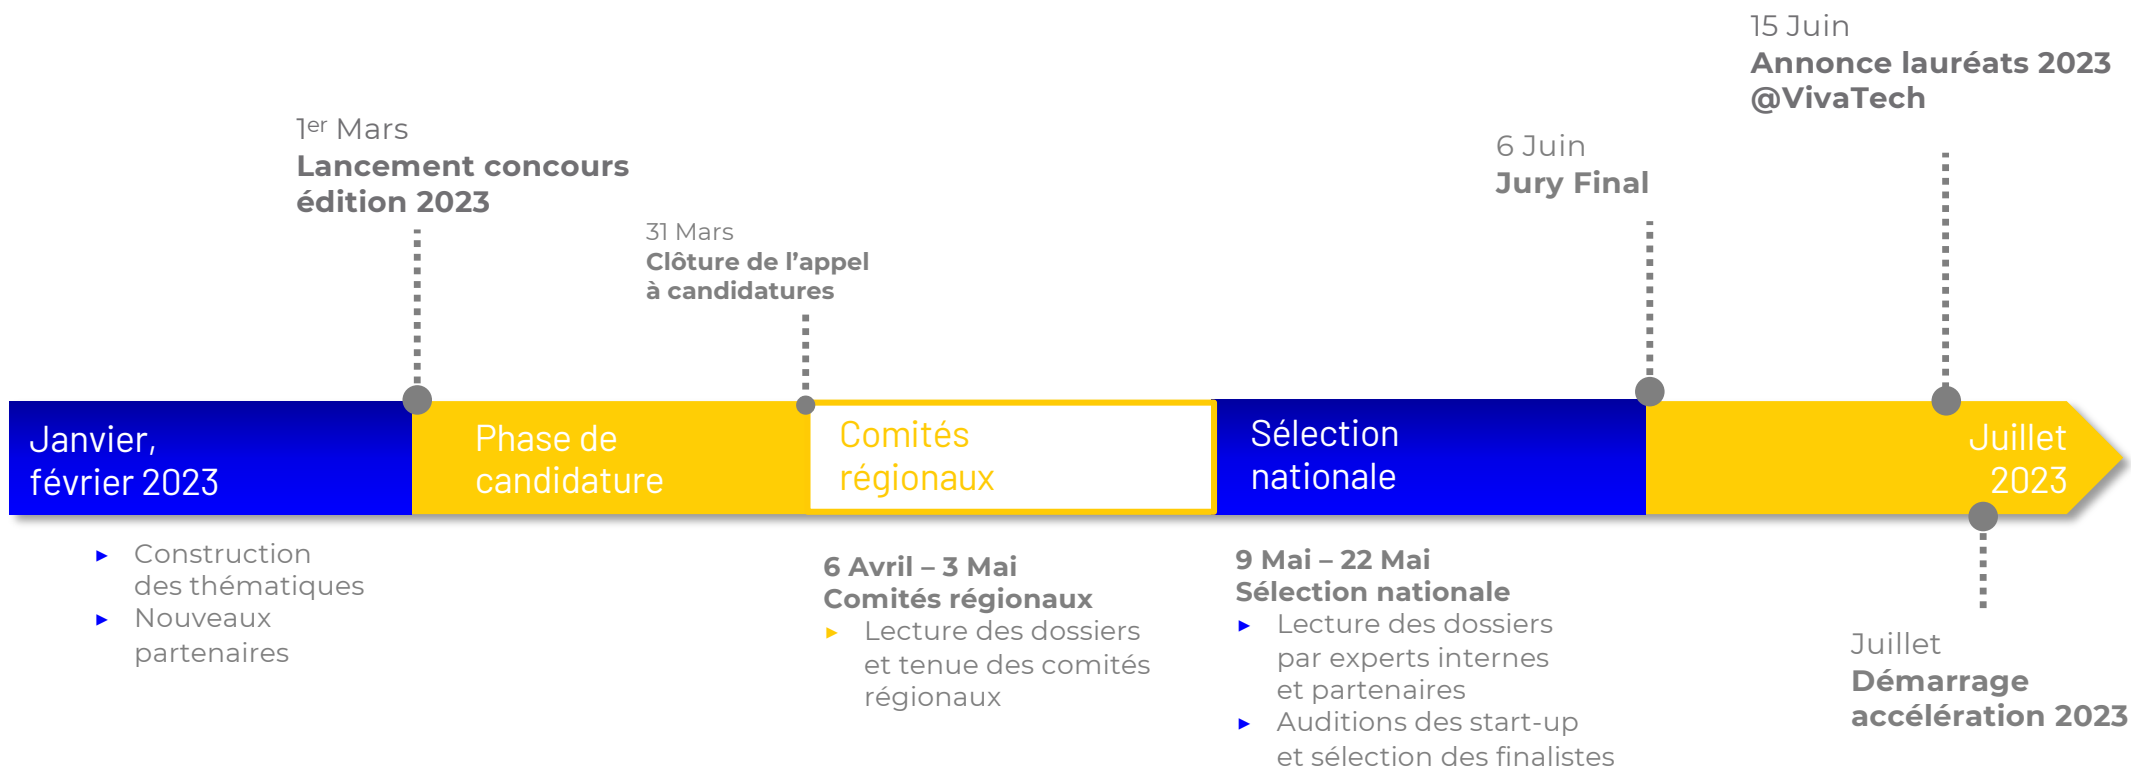 15 Juin
Annonce lauréats 2023
@VivaTech
1er Mars
Lancement concours
édition 2023
6 Juin
Jury Final
31 Mars
Clôture de l’appel
à candidatures
Janvier,
février 2023
Phase de
candidature
Comités
régionaux
Sélection
nationale
Juillet
2023
► Construction
des thématiques
► Nouveaux
partenaires
6 Avril – 3 Mai
Comités régionaux
► Lecture des dossiers
et tenue des comités
régionaux
9 Mai – 22 Mai
Sélection nationale
► Lecture des dossiers
par experts internes
et partenaires
► Auditions des start-up
et sélection des finalistes
Juillet
Démarrage
accélération 2023